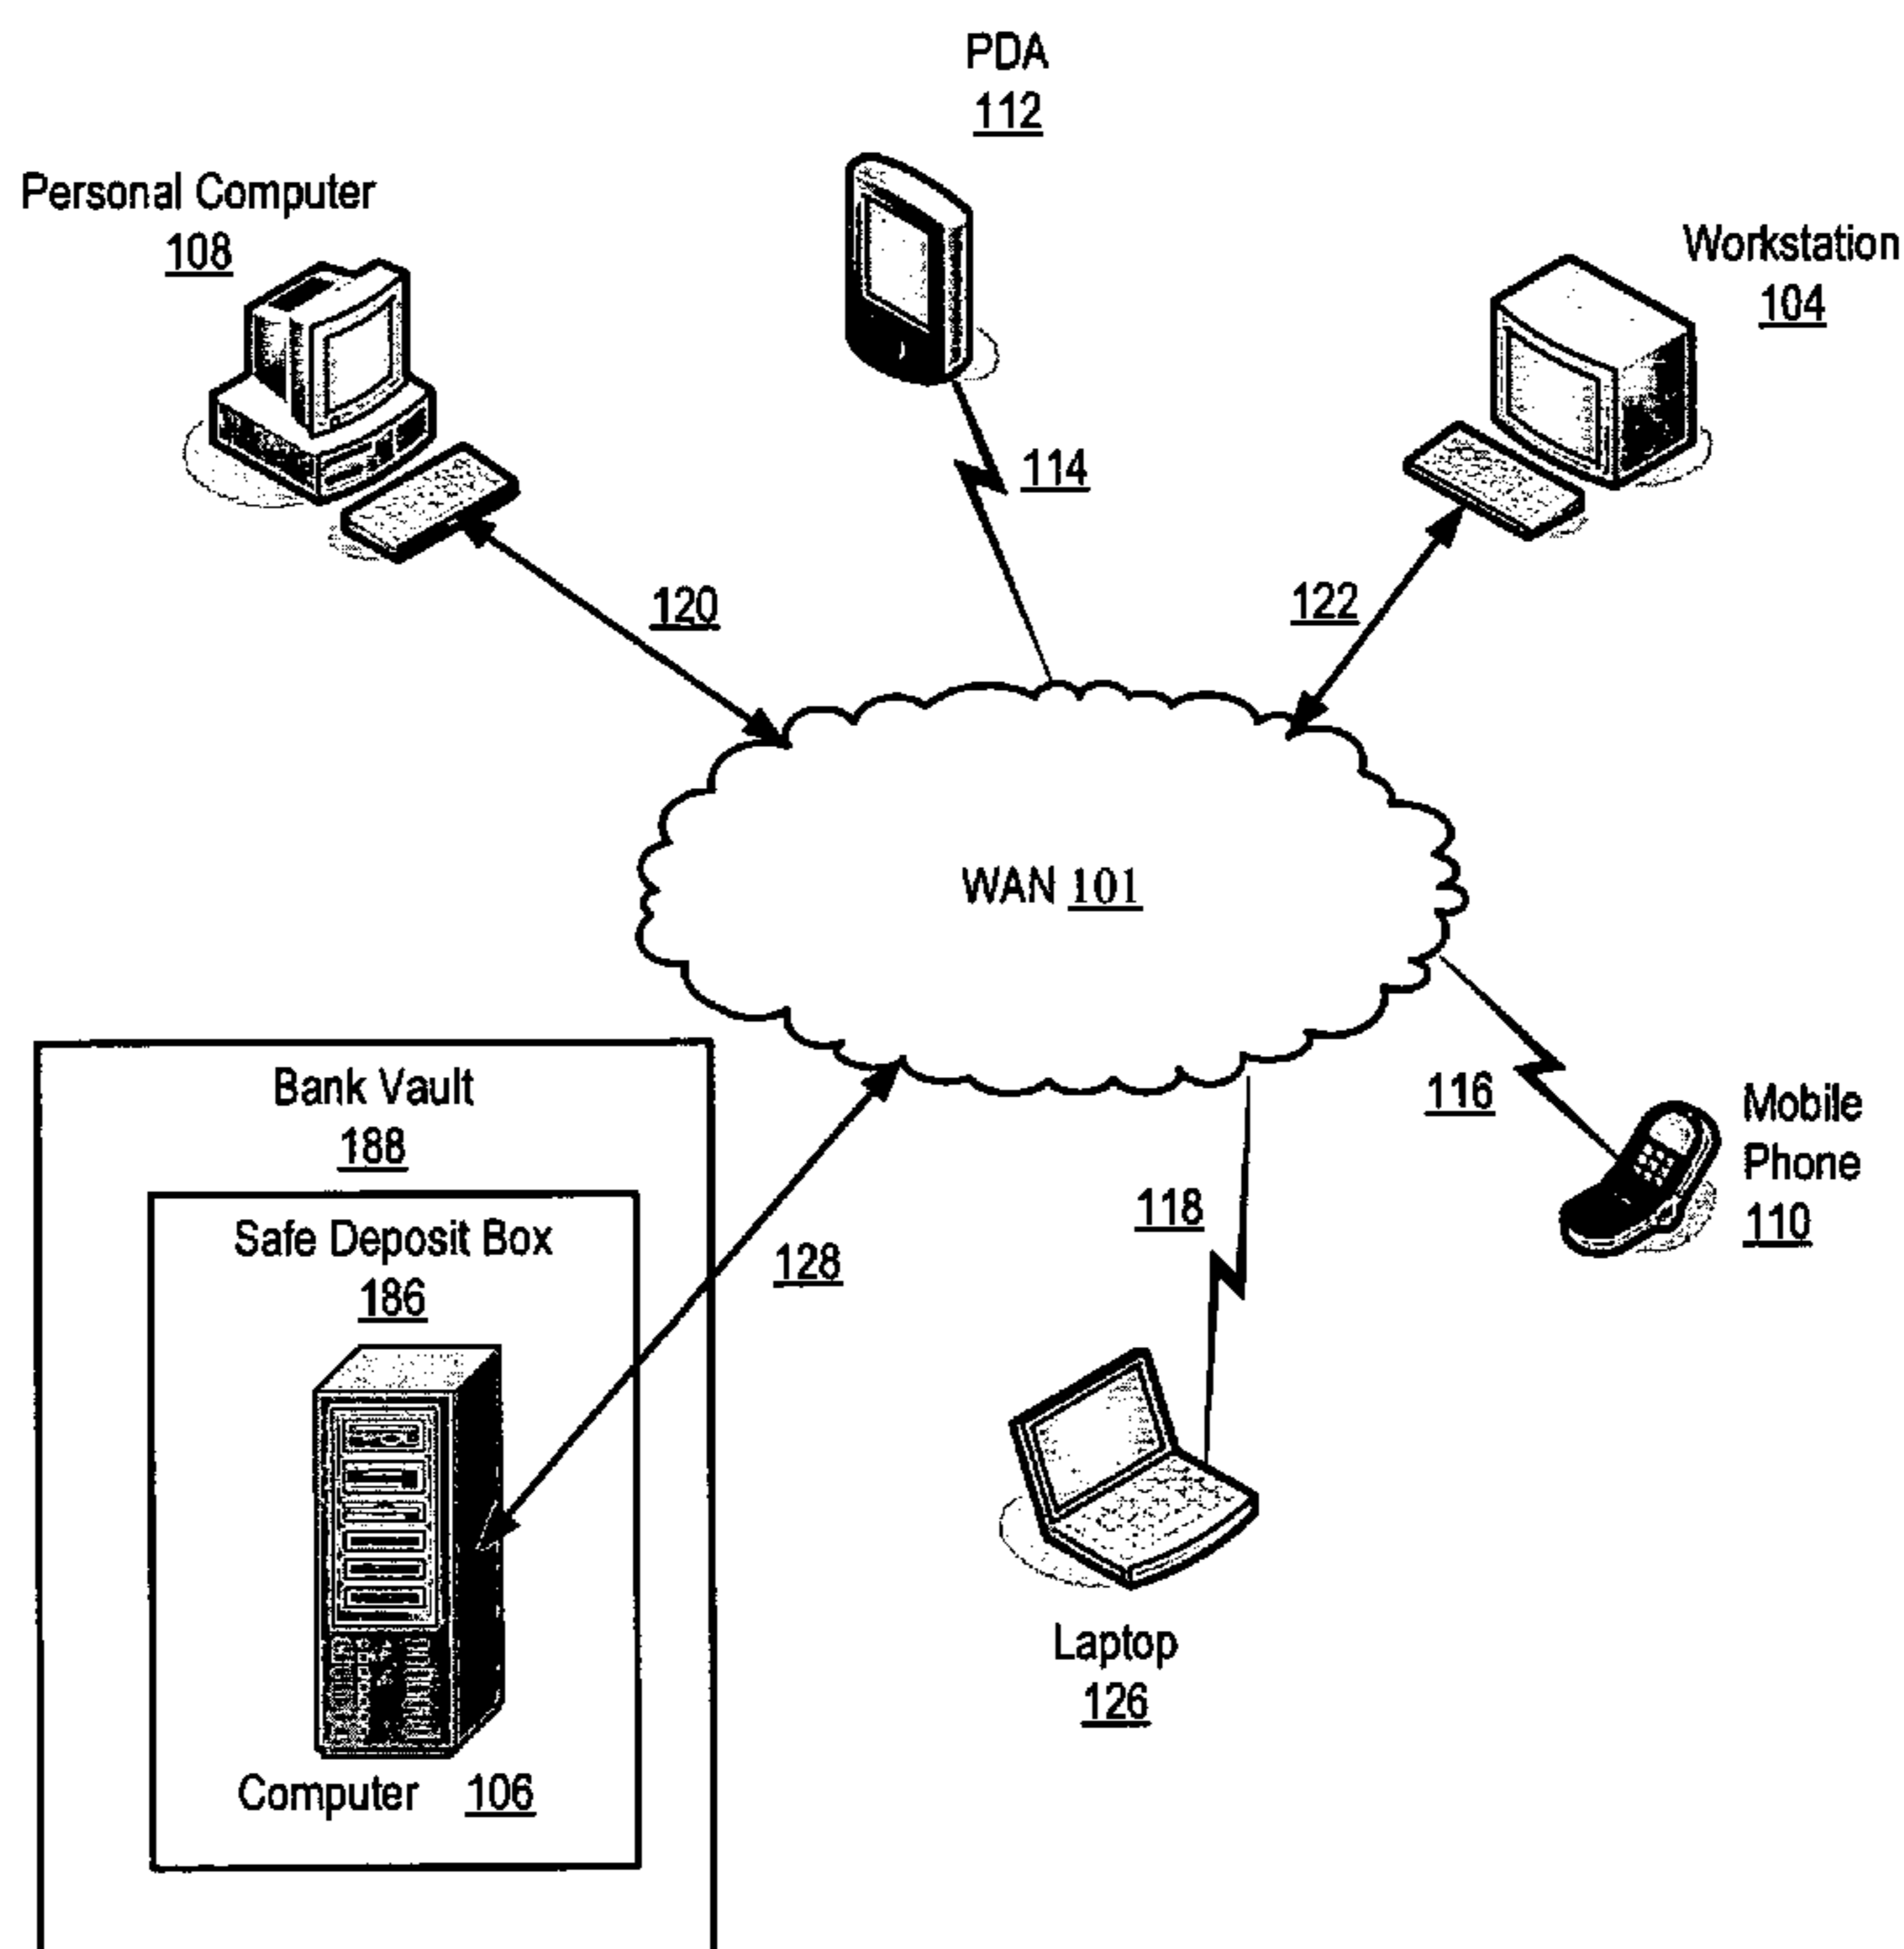 PDA
112
Personal Computer
108
Workstation
104
114
120
122
WAN 101
Bank Vault
188
116
Mobile
Phone
110
Safe Deposit Box
186
128
118
Laptop
126
Computer 106